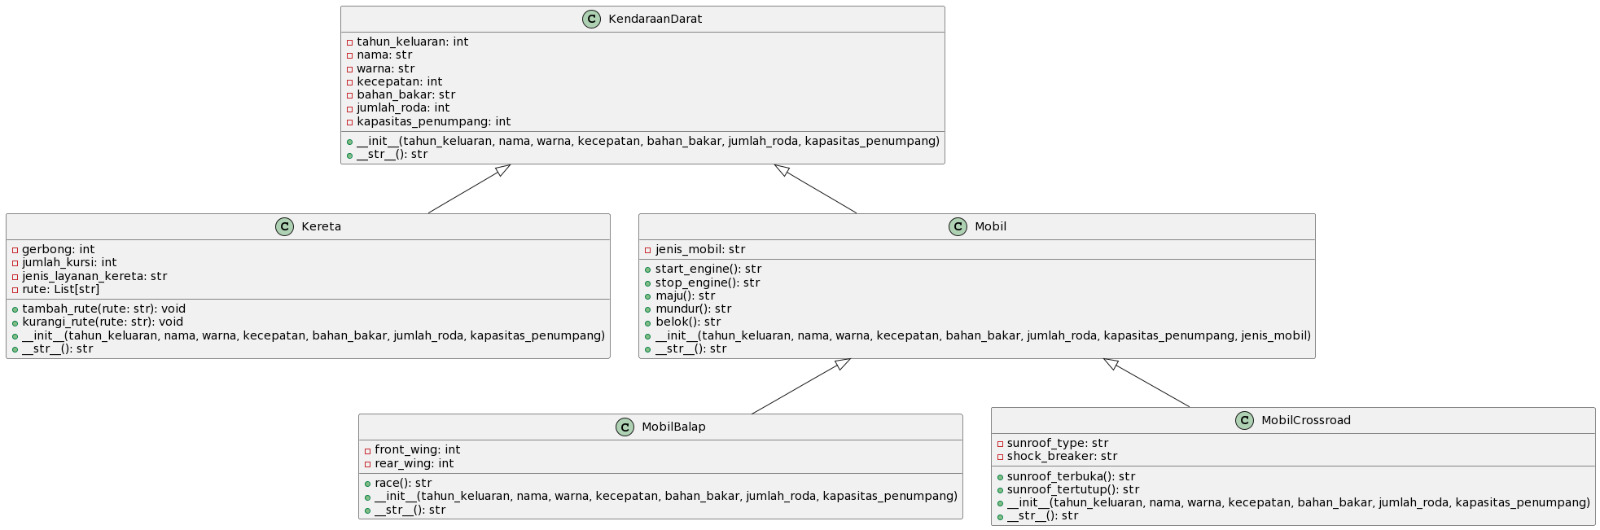 C KendaraanDarat
tahun_keluaran: int
nama: str
warna: str
kecepatan: int
bahan_bakar: str
jumlah_roda: int
kapasitas_penumpang: int
__init__(tahun_keluaran, nama, warna, kecepatan, bahan_bakar, jumlah_roda, kapasitas_penumpang)
__str__(): str
C Kereta
gerbong: int
jumlah_kursi: int
jenis_layanan_kereta: str
rute: List[str]
tambah_rute(rute: str): void
kurangi_rute(rute: str): void
__init__(tahun_keluaran, nama, warna, kecepatan, bahan_bakar, jumlah_roda, kapasitas_penumpang)
__str__(): str
C Mobil
jenis_mobil: str
start_engine(): str
stop_engine(): str
maju(): str
mundur(): str
belok(): str
__init__(tahun_keluaran, nama, warna, kecepatan, bahan_bakar, jumlah_roda, kapasitas_penumpang, jenis_mobil)
__str__(): str
C MobilBalap
front_wing: int
rear_wing: int
race(): str
__init__(tahun_keluaran, nama, warna, kecepatan, bahan_bakar, jumlah_roda, kapasitas_penumpang)
__str__(): str
C MobilCrossroad
sunroof_type: str
shock_breaker: str
sunroof_terbuka(): str
sunroof_tertutup(): str
__init__(tahun_keluaran, nama, warna, kecepatan, bahan_bakar, jumlah_roda, kapasitas_penumpang)
__str__(): str